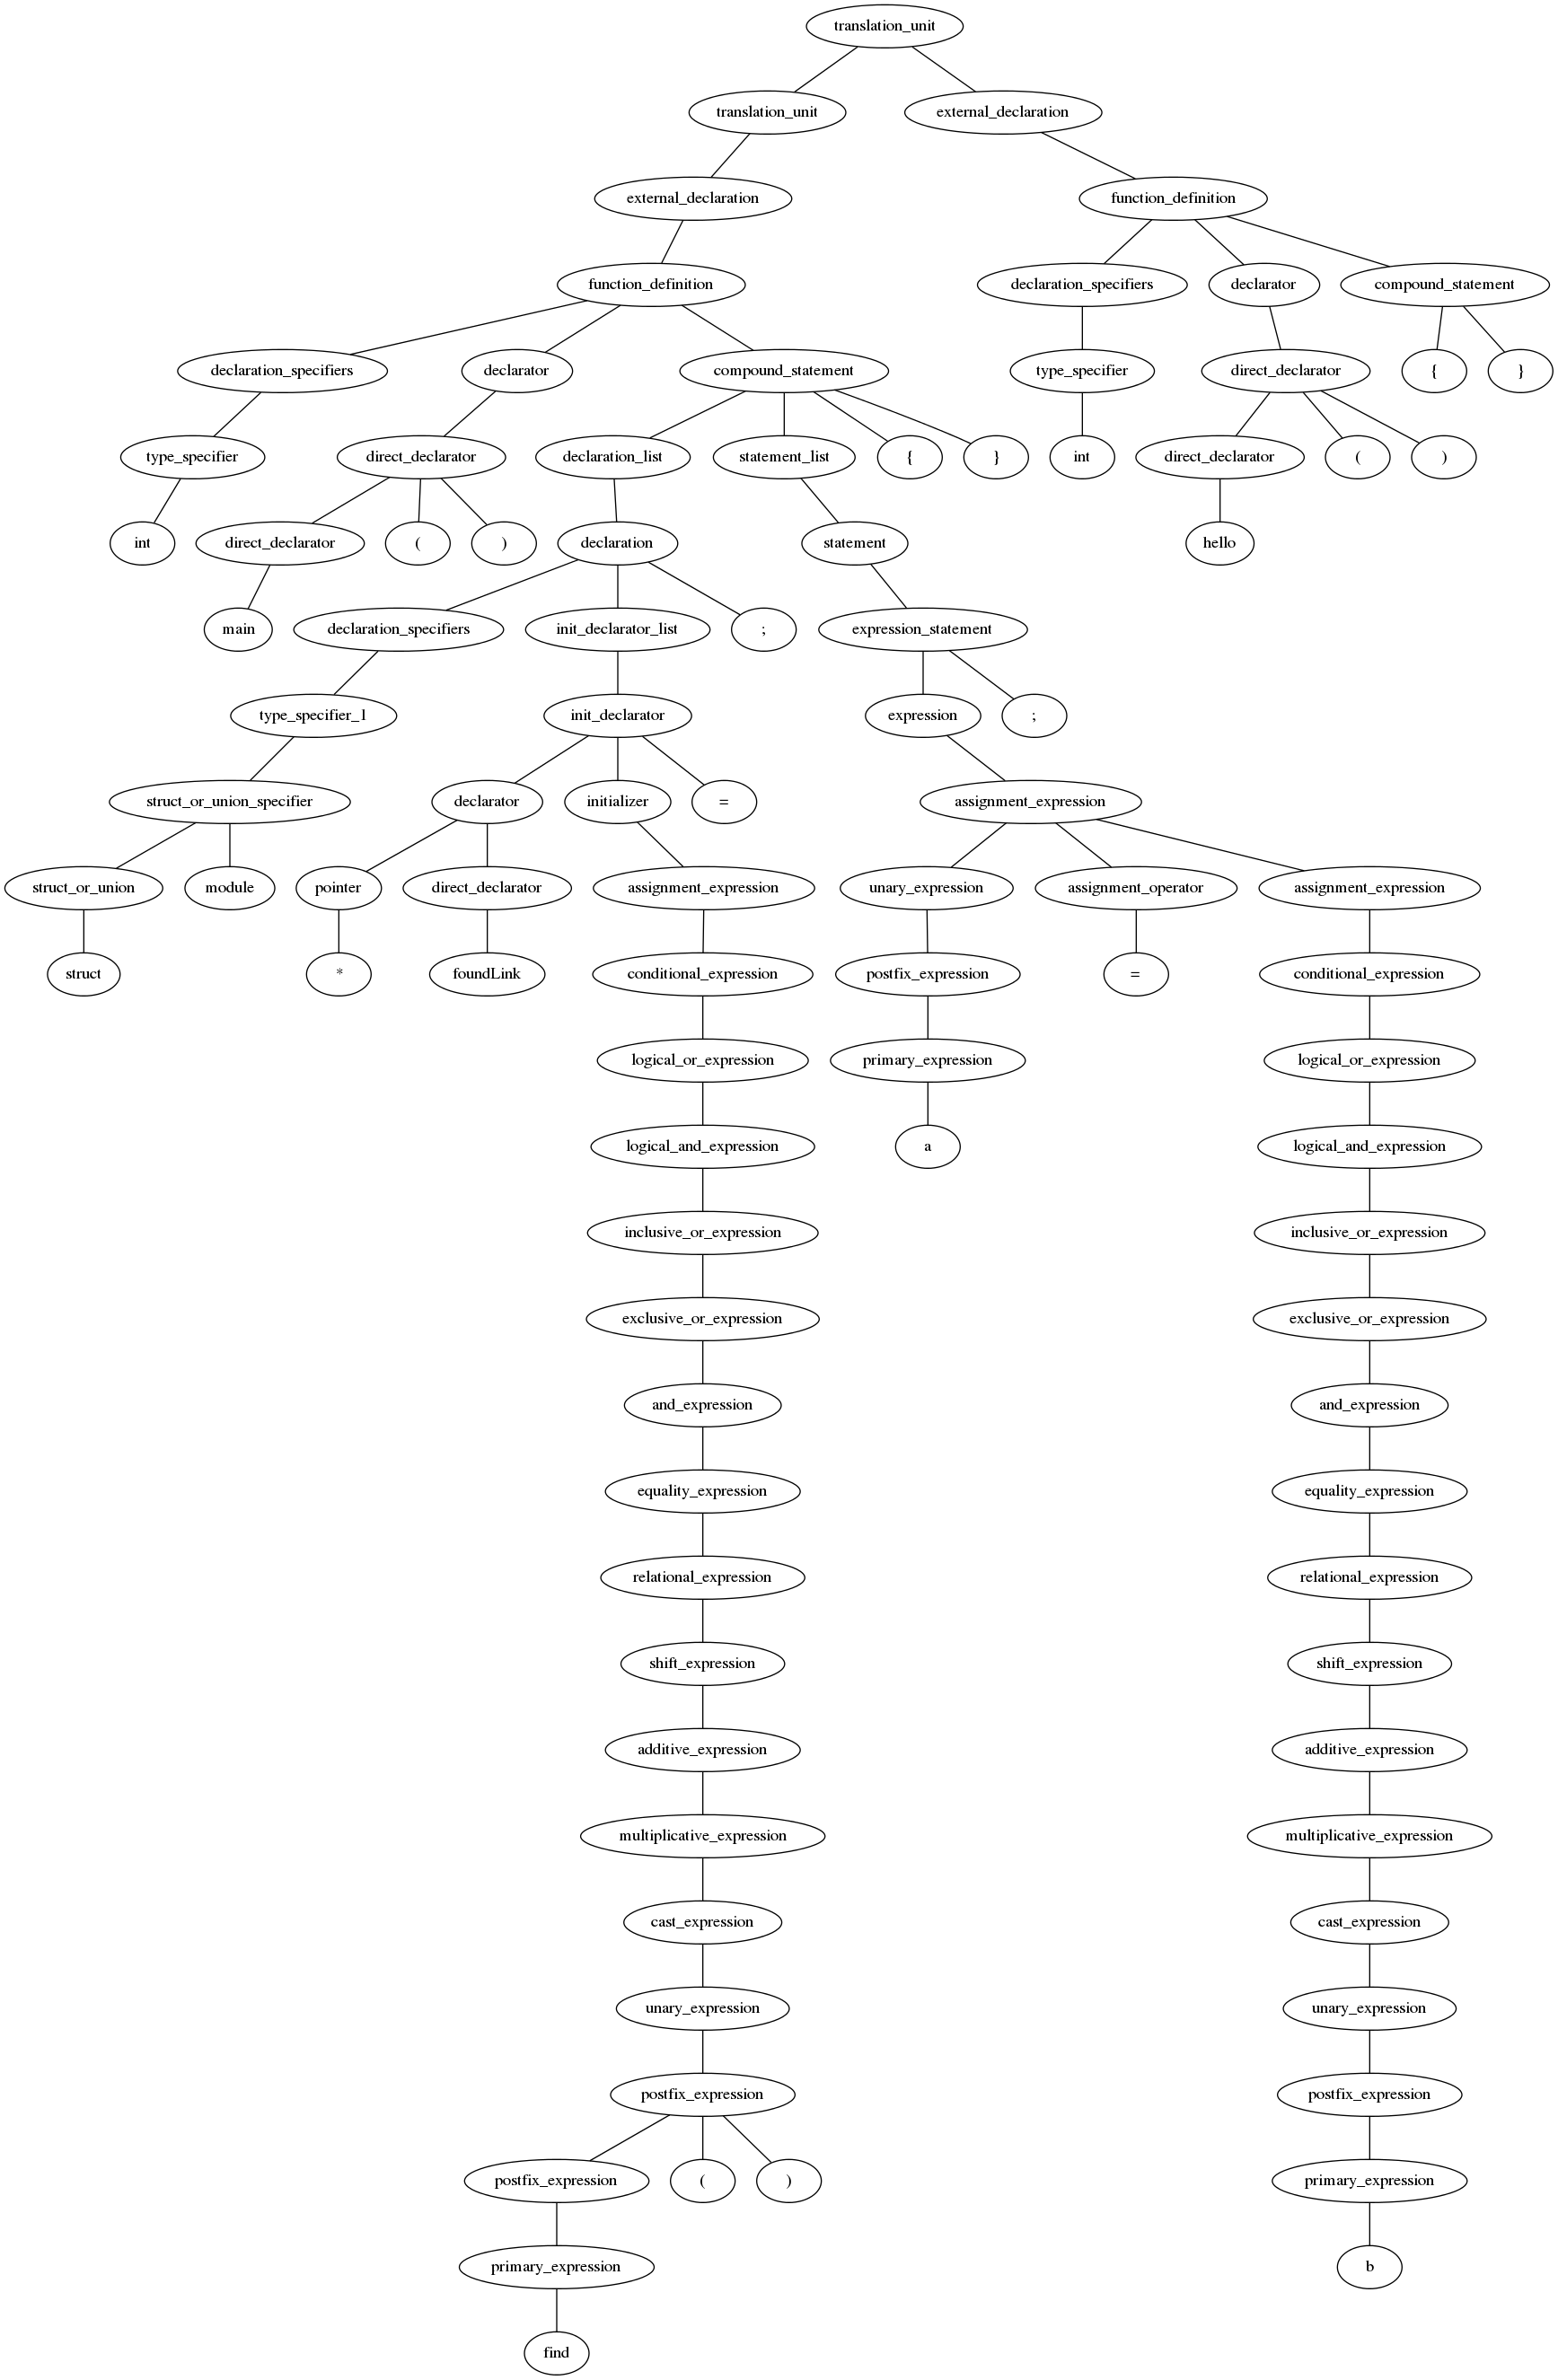 translation_unit
translation_unit external_declaration
external_declaration function_definition
function_definition declaration_specifiers declarator compound_statement
declaration_specifiers declarator compound_statement type_specifier direct_declarator { }
type_specifier direct_declarator declaration_list statement_list { } int direct_declarator ( )
int direct_declarator ( ) declaration statement hello
main declaration_specifiers init_declarator_list ; expression_statement
type_specifier_1 init_declarator expression ;
struct_or_union_specifier declarator initializer = assignment_expression
struct_or_union module pointer direct_declarator assignment_expression unary_expression assignment_operator assignment_expression
struct * foundLink conditional_expression postfix_expression = conditional_expression
logical_or_expression primary_expression logical_or_expression
logical_and_expression a logical_and_expression
inclusive_or_expression inclusive_or_expression
exclusive_or_expression exclusive_or_expression
and_expression and_expression
equality_expression equality_expression
relational_expression relational_expression
shift_expression shift_expression
additive_expression additive_expression
multiplicative_expression multiplicative_expression
cast_expression cast_expression
unary_expression unary_expression
postfix_expression postfix_expression
postfix_expression ( ) primary_expression
primary_expression b
find